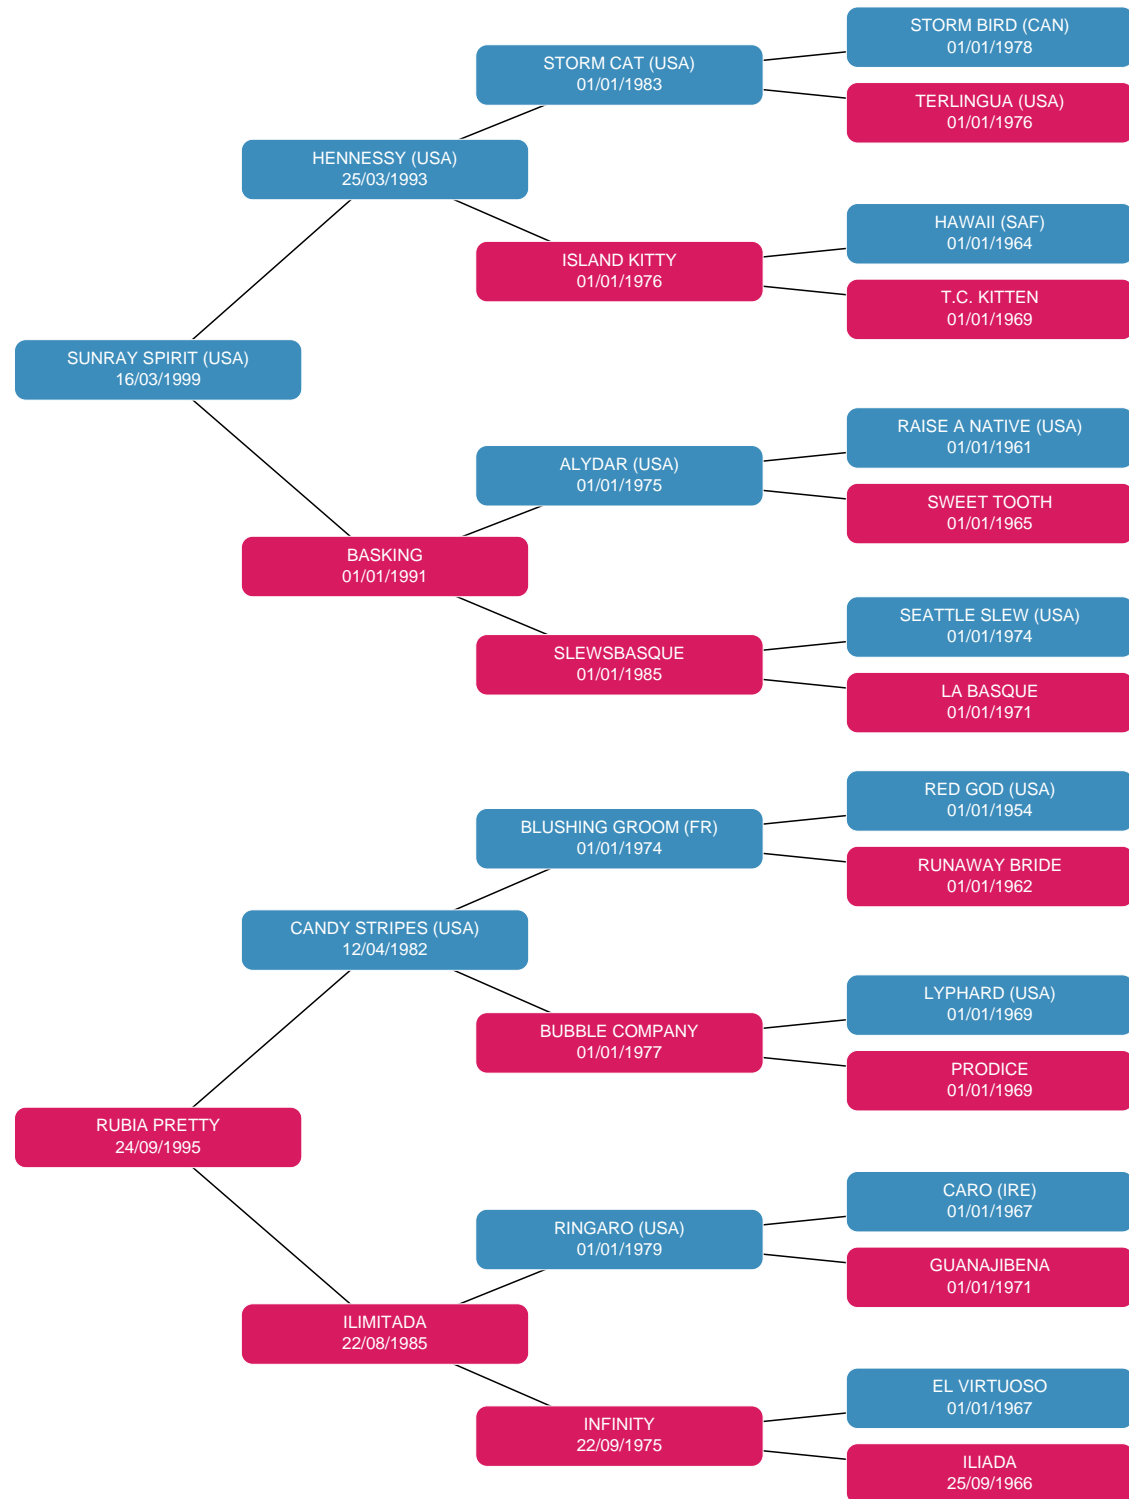 STORM BIRD (CAN)
01/01/1978
STORM CAT (USA)
01/01/1983
TERLINGUA (USA)
01/01/1976
HENNESSY (USA)
25/03/1993
HAWAII (SAF)
01/01/1964
ISLAND KITTY
01/01/1976
T.C. KITTEN
01/01/1969
SUNRAY SPIRIT (USA)
16/03/1999
RAISE A NATIVE (USA)
01/01/1961
ALYDAR (USA)
01/01/1975
SWEET TOOTH
01/01/1965
BASKING
01/01/1991
SEATTLE SLEW (USA)
01/01/1974
SLEWSBASQUE
01/01/1985
LA BASQUE
01/01/1971
RED GOD (USA)
01/01/1954
BLUSHING GROOM (FR)
01/01/1974
RUNAWAY BRIDE
01/01/1962
CANDY STRIPES (USA)
12/04/1982
LYPHARD (USA)
01/01/1969
BUBBLE COMPANY
01/01/1977
PRODICE
01/01/1969
RUBIA PRETTY
24/09/1995
CARO (IRE)
01/01/1967
RINGARO (USA)
01/01/1979
GUANAJIBENA
01/01/1971
ILIMITADA
22/08/1985
EL VIRTUOSO
01/01/1967
INFINITY
22/09/1975
ILIADA
25/09/1966